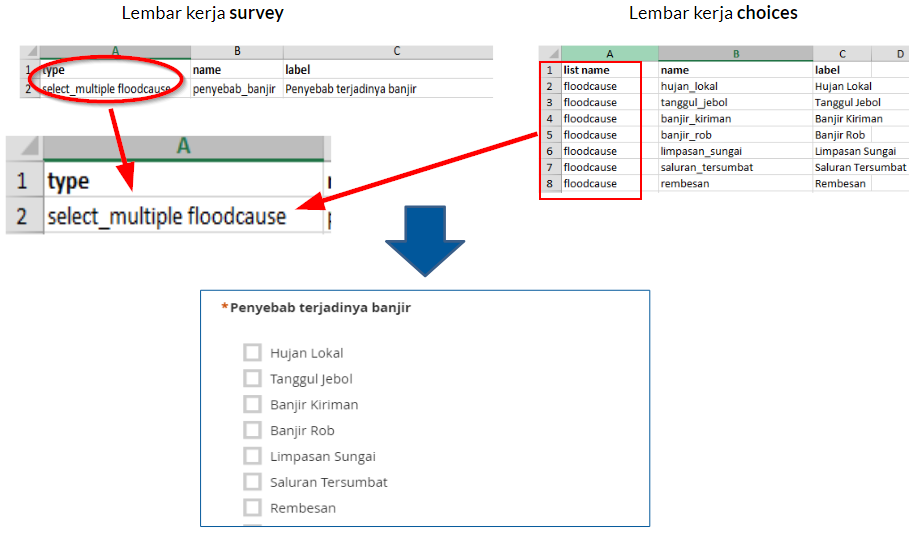 Lembar kerja survey
Lembar kerja choices
A B C
1 type name label
2 select_multiple floodcause penyebab_banjir Penyebab terjadinya banjir
A B C D
1 list name name label
2 floodcause hujan_lokal Hujan Lokal
3 floodcause tanggul_jebol Tanggul Jebol
4 floodcause banjir_kiriman Banjir Kiriman
5 floodcause banjir_rob Banjir Rob
6 floodcause limpasan_sungai Limpasan Sungai
7 floodcause saluran_tersumbat Saluran Tersumbat
8 floodcause rembesan Rembesan
A
1 type
2 select_multiple floodcause
*Penyebab terjadinya banjir
Hujan Lokal
Tanggul Jebol
Banjir Kiriman
Banjir Rob
Limpasan Sungai
Saluran Tersumbat
Rembesan